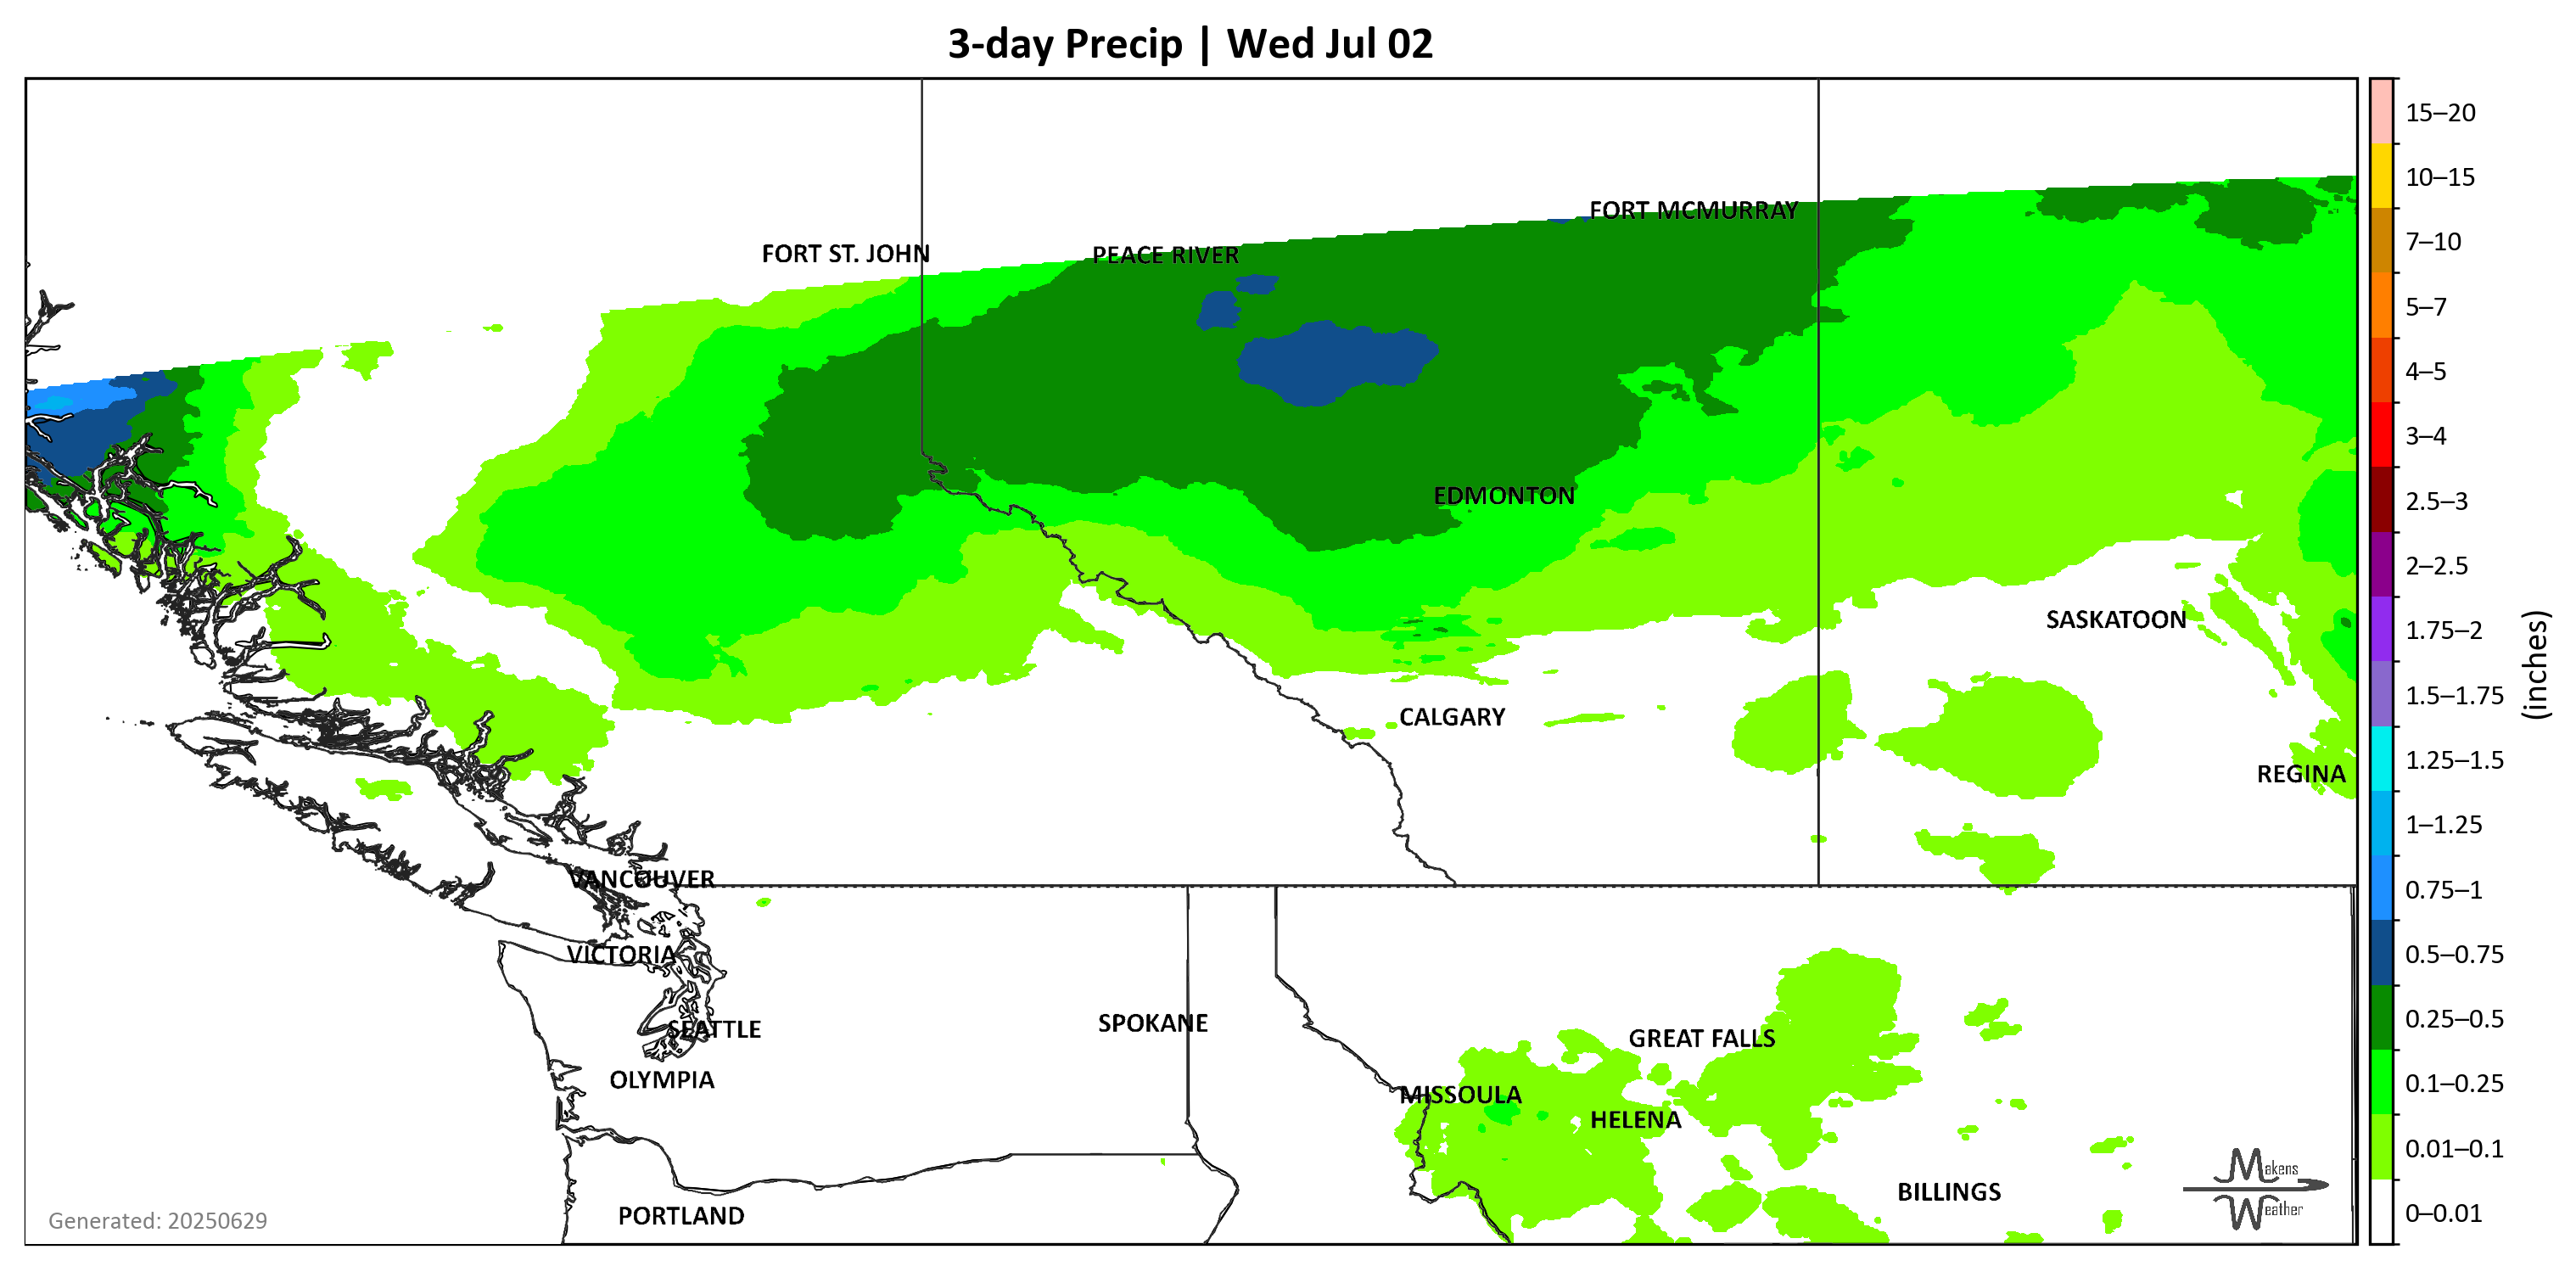 3-day Precip | Wed Jul 02
FORT MCMURRAY
FORT ST. JOHN
PEACE RIVER
EDMONTON
SASKATOON
CALGARY
REGINA
VANCOUVER
VICTORIA
SPOKANE
SEATTLE
GREAT FALLS
OLYMPIA
MISSOULA
HELENA
BILLINGS
PORTLAND
Makens
Weather
Generated: 20250629
15–20
10–15
7–10
5–7
4–5
3–4
2.5–3
2–2.5
1.75–2
1.5–1.75
1.25–1.5
1–1.25
0.75–1
0.5–0.75
0.25–0.5
0.1–0.25
0.01–0.1
0–0.01
(inches)